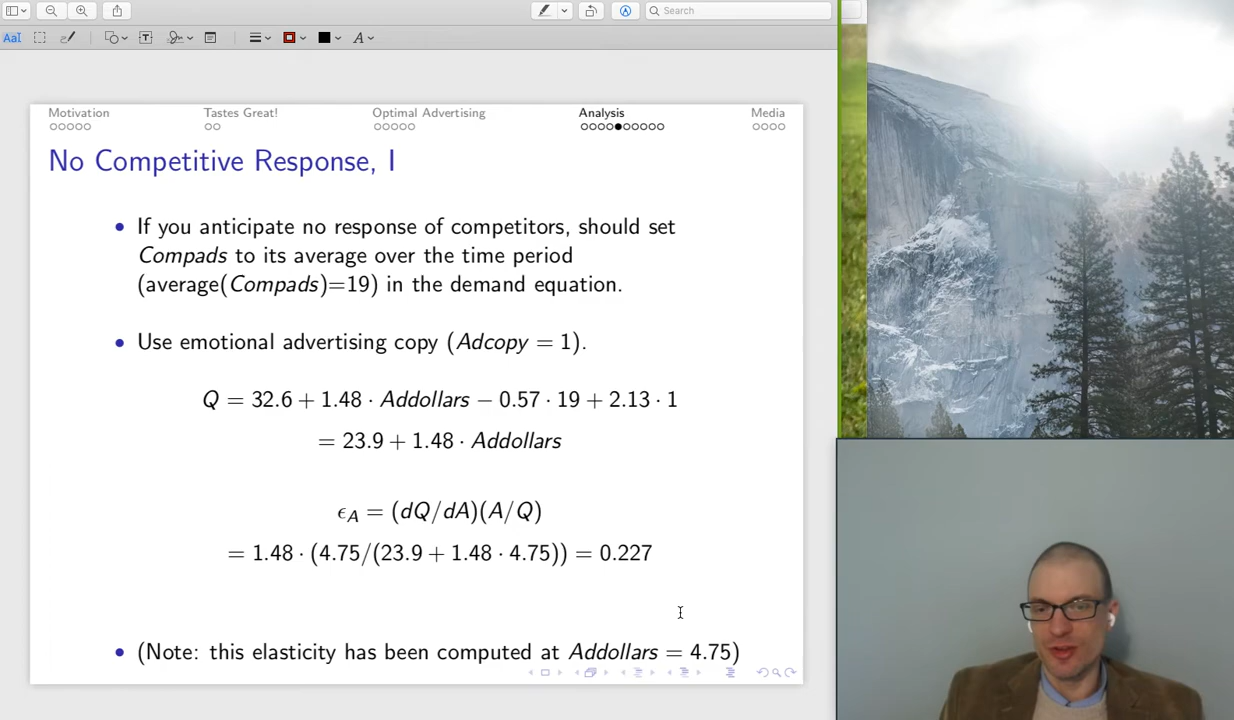 Search
AaI
A
Motivation Tastes Great! Optimal Advertising Analysis Media
No Competitive Response, I
• If you anticipate no response of competitors, should set
Compads to its average over the time period
(average(Compads)=19) in the demand equation.
• Use emotional advertising copy (Adcopy = 1).
Q = 32.6 + 1.48 · Addollars − 0.57 · 19 + 2.13 · 1
= 23.9 + 1.48 · Addollars
ϵA = (dQ/dA)(A/Q)
= 1.48 · (4.75/(23.9 + 1.48 · 4.75)) = 0.227
• (Note: this elasticity has been computed at Addollars = 4.75)